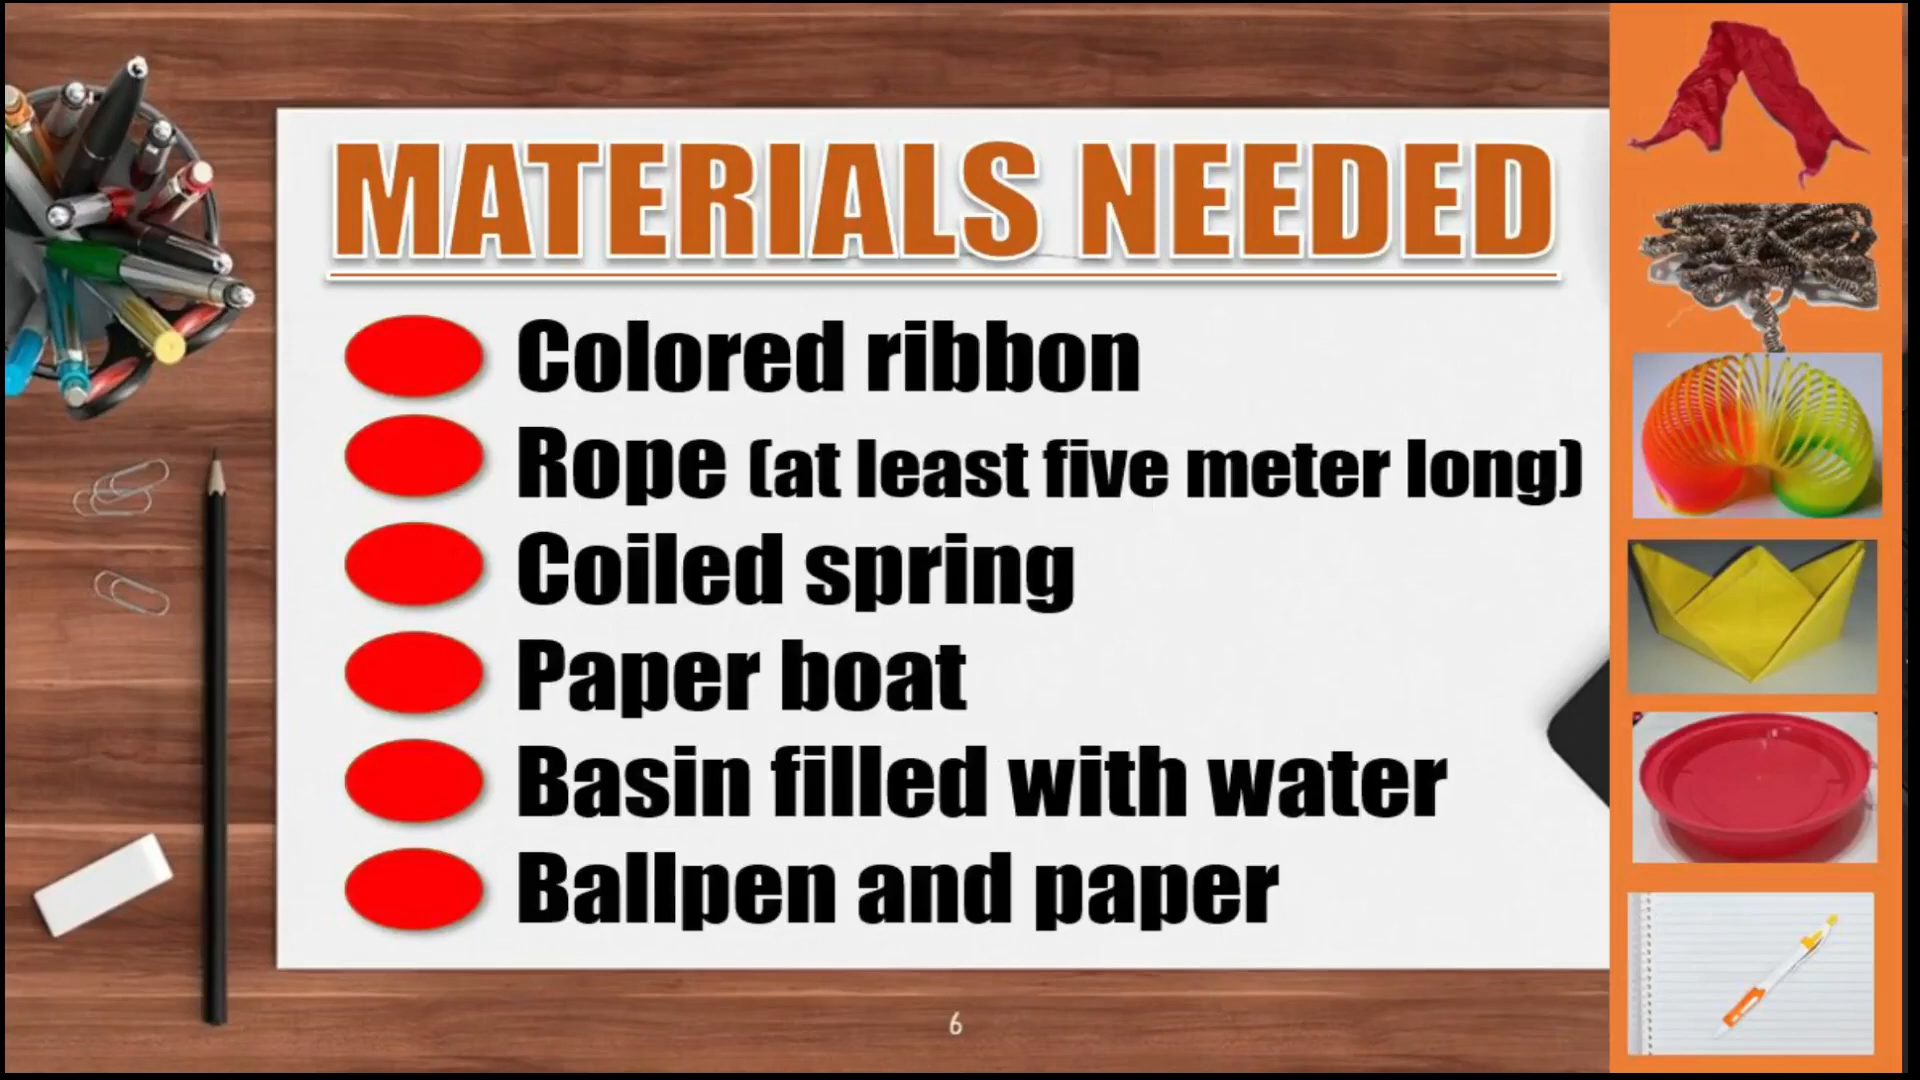 MATERIALS NEEDED
Colored ribbon
Rope (at least five meter long)
Coiled spring
Paper boat
Basin filled with water
Ballpen and paper
6